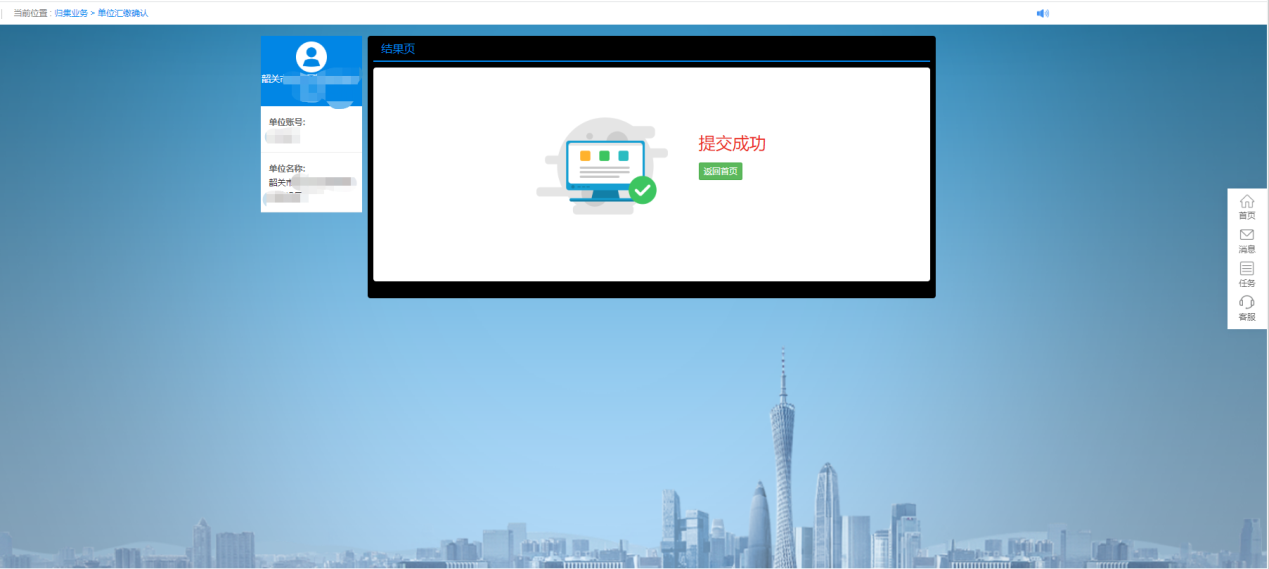 当前位置 : 归集业务 > 单位汇缴确认
结果页
韶关市
单位账号:
单位名称:
韶关市
提交成功
返回首页
首页
消息
任务
客服